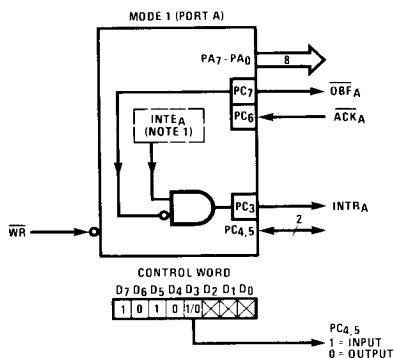 MODE 1 (PORT A)
PA7 - PA0
8
PC7
OBFA
PC6
ACKA
INTEA
(NOTE 1)
PC3
INTRA
WR
PC4,5
2
CONTROL WORD
D7 D6 D5 D4 D3 D2 D1 D0
1 0 1 0 1/0
PC4,5
1 = INPUT
0 = OUTPUT